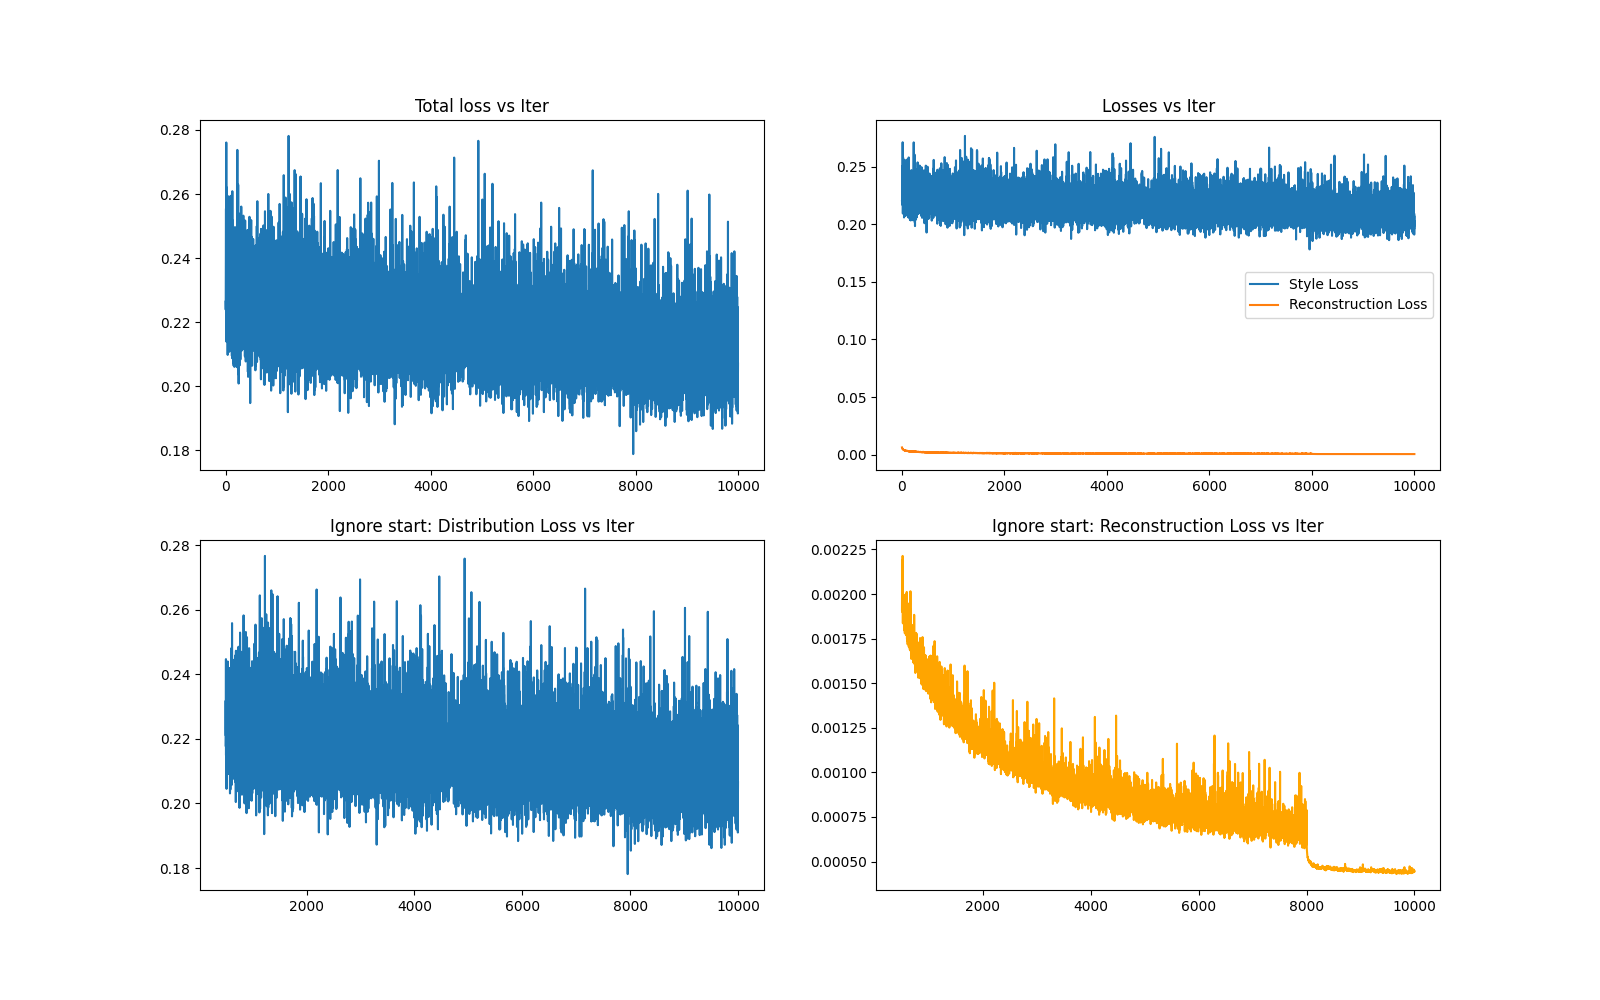 Total loss vs Iter
0.28
0.26
0.24
0.22
0.20
0.18
0 2000 4000 6000 8000 10000
Losses vs Iter
0.25
0.20
0.15
0.10
0.05
0.00
Style Loss
Reconstruction Loss
0 2000 4000 6000 8000 10000
Ignore start: Distribution Loss vs Iter
0.28
0.26
0.24
0.22
0.20
0.18
2000 4000 6000 8000 10000
Ignore start: Reconstruction Loss vs Iter
0.00225
0.00200
0.00175
0.00150
0.00125
0.00100
0.00075
0.00050
2000 4000 6000 8000 10000